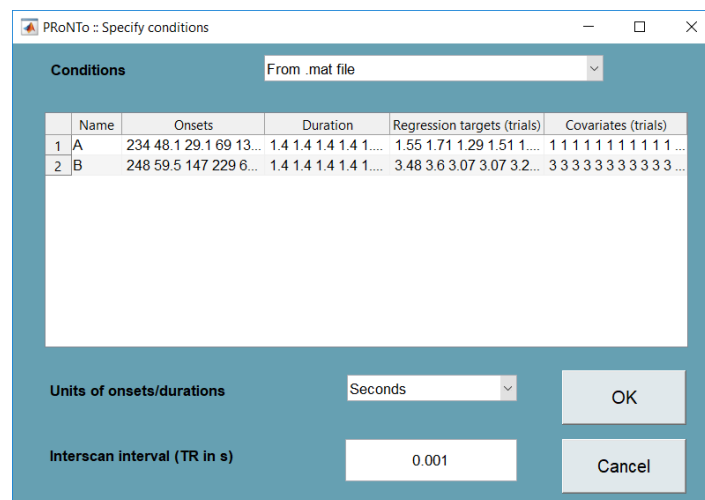 PRoNTo :: Specify conditions
Conditions From .mat file
Name Onsets Duration Regression targets (trials) Covariates (trials)
1 A 234 48.1 29.1 69 13... 1.4 1.4 1.4 1.4 1.... 1.55 1.71 1.29 1.51 1.... 1 1 1 1 1 1 1 1 1 1 1 ...
2 B 248 59.5 147 229 6... 1.4 1.4 1.4 1.4 1.... 3.48 3.6 3.07 3.07 3.2... 3 3 3 3 3 3 3 3 3 3 3 ...
Units of onsets/durations Seconds OK
Interscan interval (TR in s) 0.001 Cancel